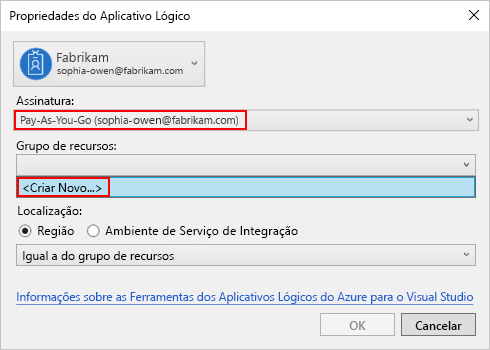 Propriedades do Aplicativo Lógico
Fabrikam
sophia-owen@fabrikam.com
Assinatura:
Pay-As-You-Go (sophia-owen@fabrikam.com)
Grupo de recursos:
<Criar Novo...>
Localização:
Região Ambiente de Serviço de Integração
Igual a do grupo de recursos
Informações sobre as Ferramentas dos Aplicativos Lógicos do Azure para o Visual Studio
OK Cancelar